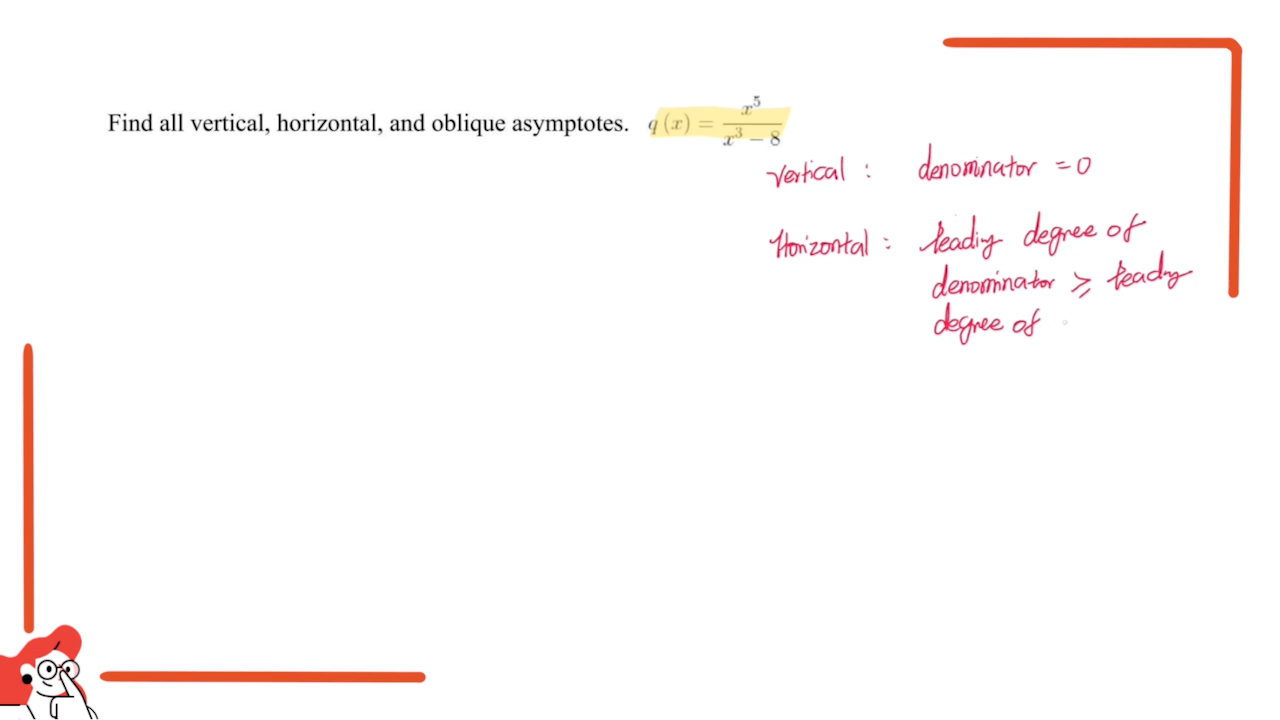 Find all vertical, horizontal, and oblique asymptotes. q(x) = x^5 / (x^3 − 8)
Vertical : denominator = 0
Horizontal : leading degree of
denominator ≥ leading
degree of